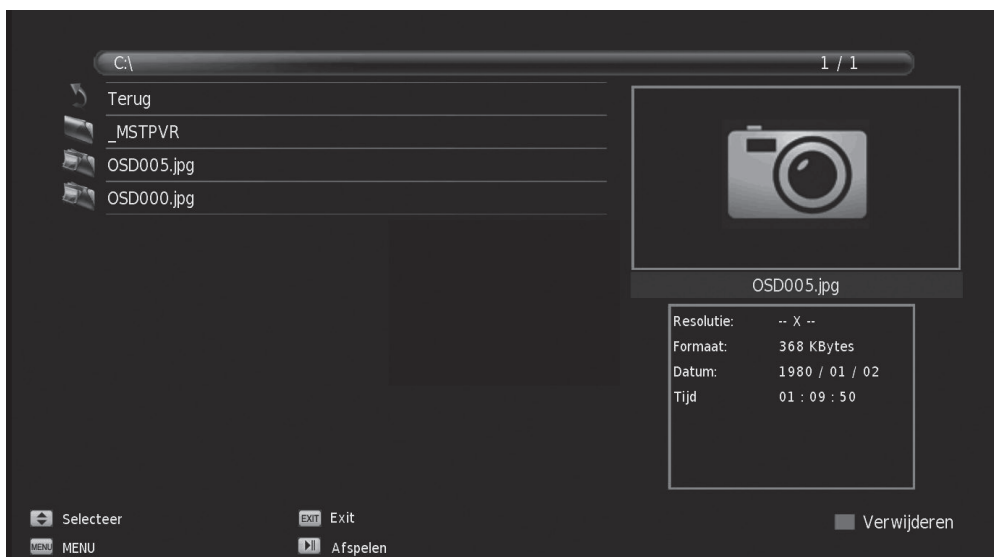 C:\ 1 / 1
Terug
_MSTPVR
OSD005.jpg
OSD000.jpg
OSD005.jpg
Resolutie: -- X --
Formaat: 368 KBytes
Datum: 1980 / 01 / 02
Tijd 01 : 09 : 50
Selecteer
EXIT Exit
Verwijderen
MENU MENU
Afspelen